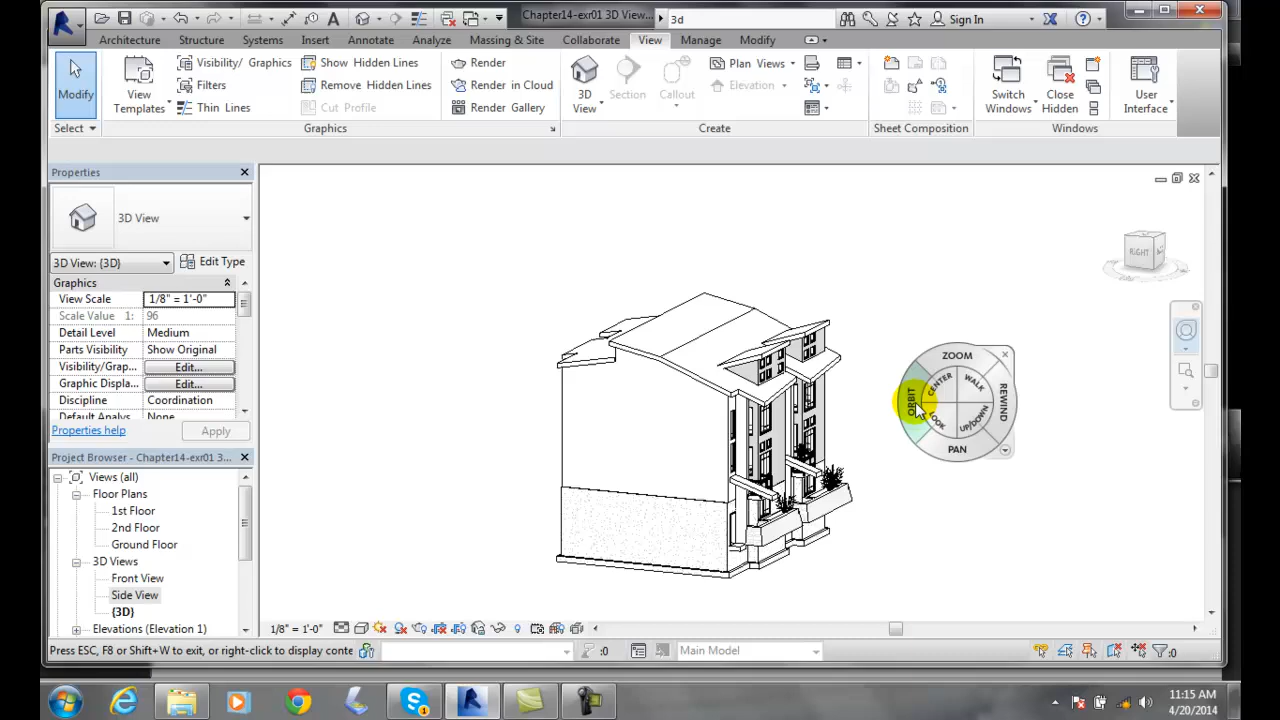 Chapter14-exr01 3D View... 3d Sign In
Architecture Structure Systems Insert Annotate Analyze Massing & Site Collaborate View Manage Modify
Modify
View Templates
Visibility/ Graphics
Filters
Thin Lines
Show Hidden Lines
Remove Hidden Lines
Cut Profile
Render
Render in Cloud
Render Gallery
3D View
Section
Callout
Plan Views
Elevation
Switch Windows
Close Hidden
User Interface
Select Graphics Create Sheet Composition Windows
Properties
3D View
3D View: {3D} Edit Type
Graphics
View Scale 1/8" = 1'-0"
Scale Value 1: 96
Detail Level Medium
Parts Visibility Show Original
Visibility/Grap... Edit...
Graphic Displa... Edit...
Discipline Coordination
Default Analys... None
Properties help Apply
Project Browser - Chapter14-exr01 3...
Views (all)
Floor Plans
1st Floor
2nd Floor
Ground Floor
3D Views
Front View
Side View
{3D}
Elevations (Elevation 1)
RIGHT
ZOOM
CENTER WALK
ORBIT REWIND
LOOK UP/DOWN
PAN
1/8" = 1'-0"
Press ESC, F8 or Shift+W to exit, or right-click to display conte :0 Main Model :0
11:15 AM
4/20/2014